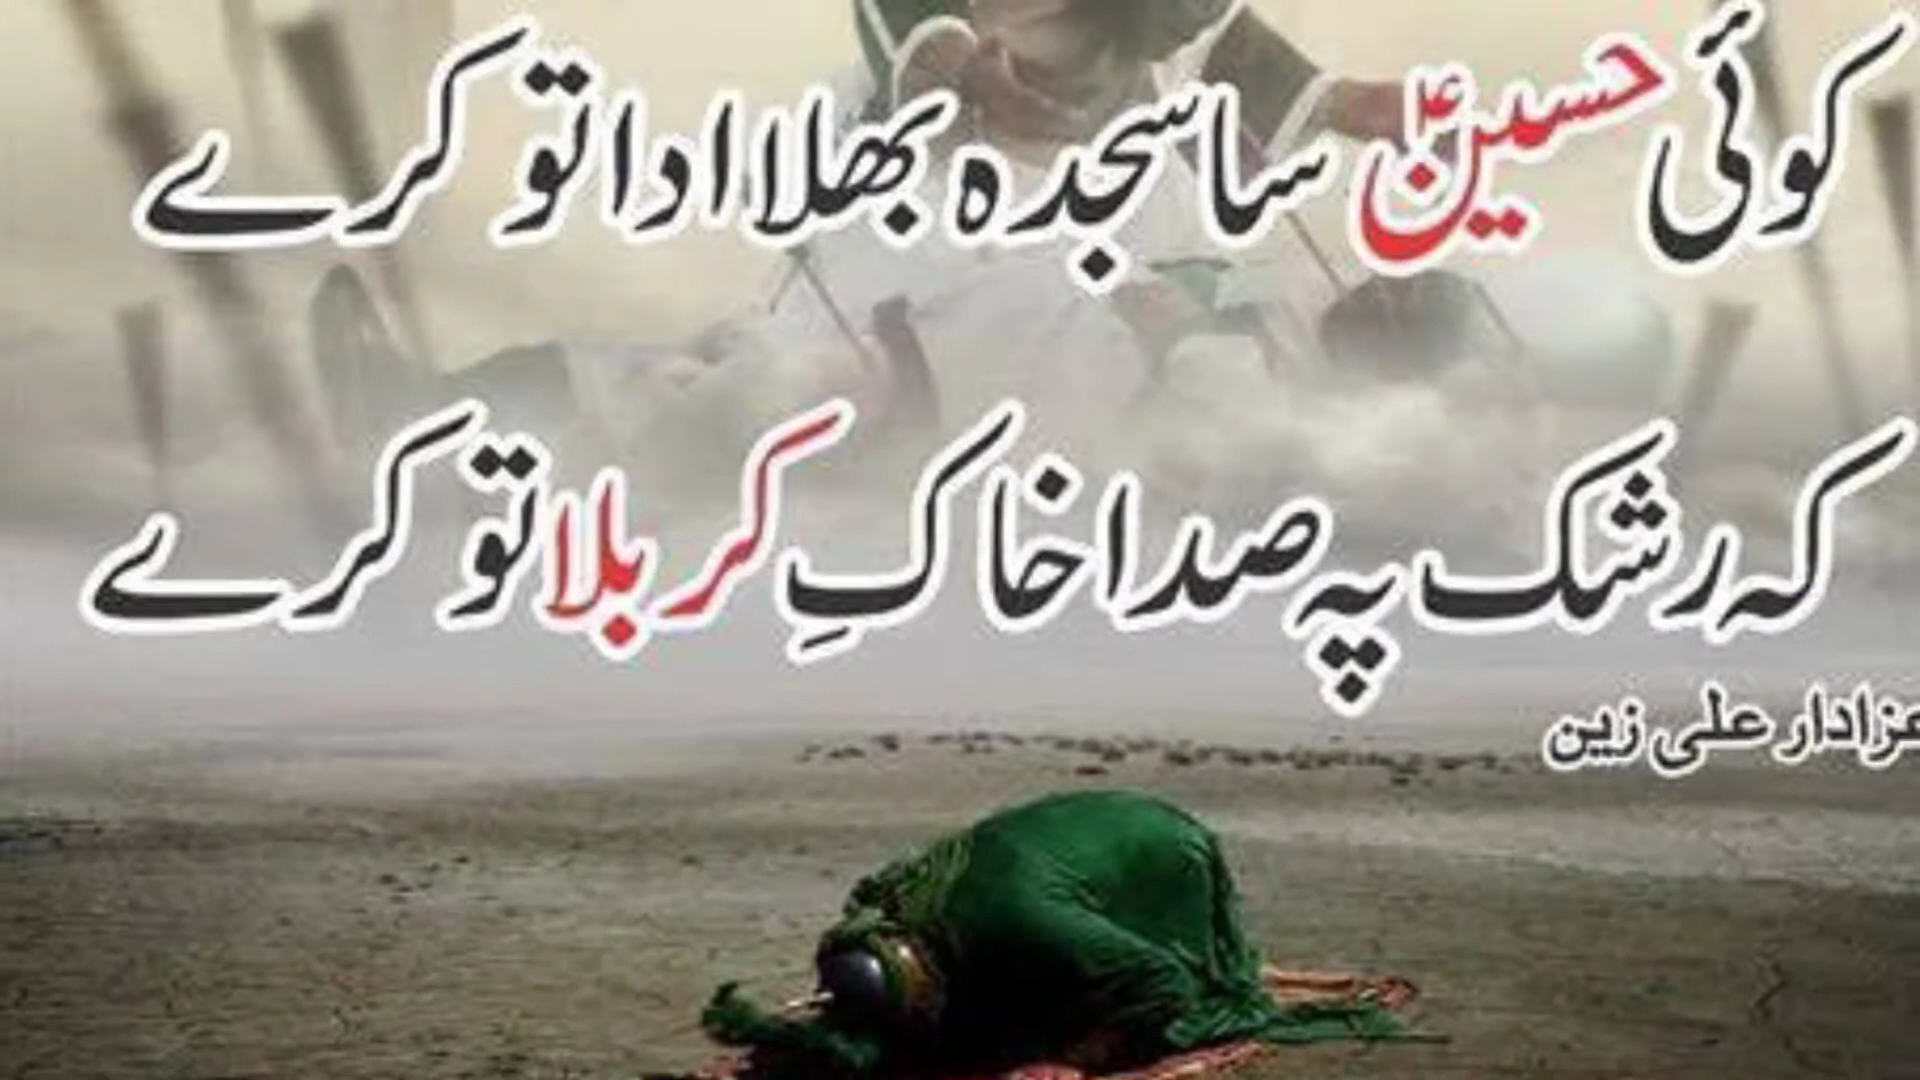 کوئی حسینؑ سا سجدہ بھلا ادا تو کرے
کہ رشک پہ صدا خاکِ کربلا تو کرے
عزادار علی زین